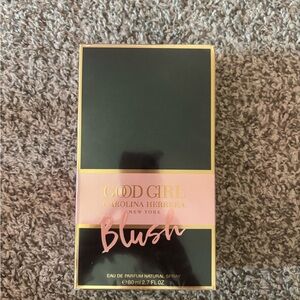 GOOD GIRL
CAROLINA HERRERA
NEW YORK
Blush
EAU DE PARFUM NATURAL SPRAY
℮ 80 ml 2.7 FL.OZ